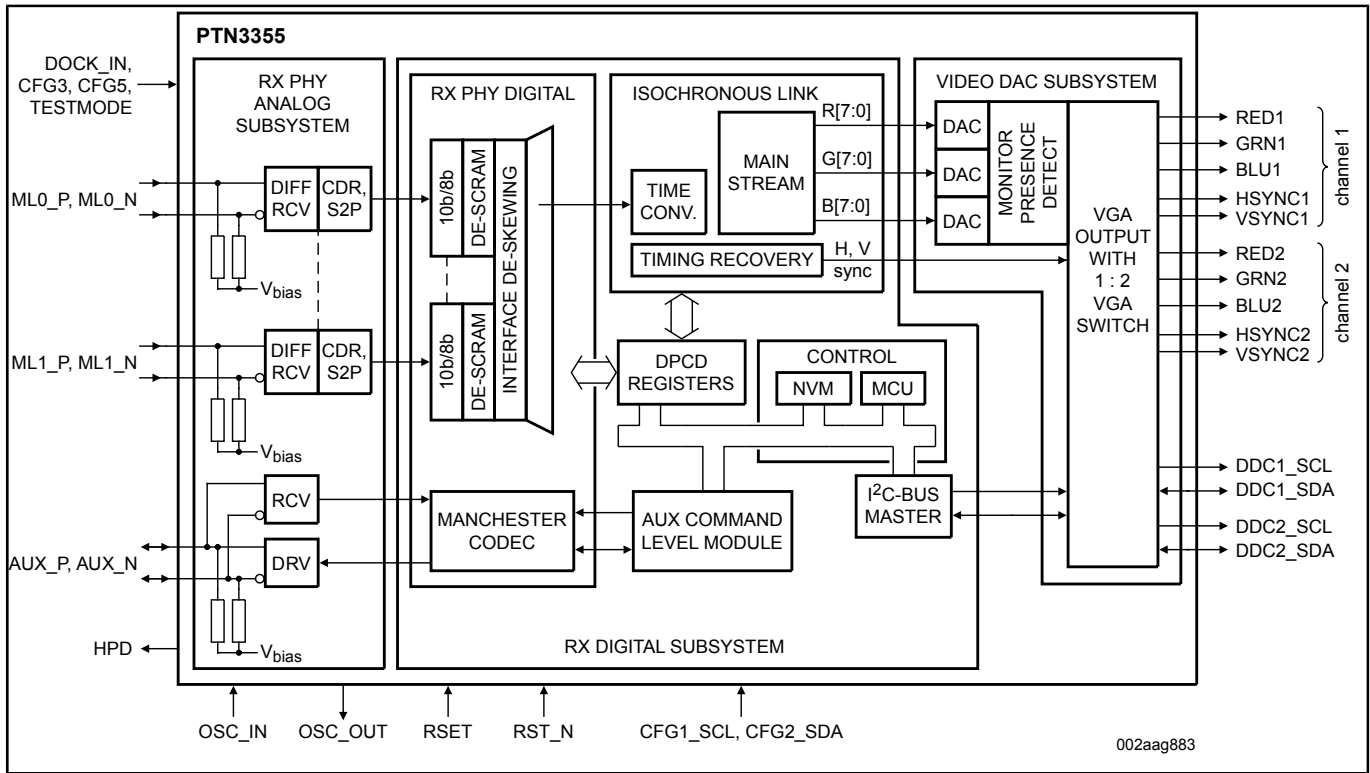 PTN3355
DOCK_IN,
CFG3, CFG5,
TESTMODE
RX PHY
ANALOG
SUBSYSTEM
RX PHY DIGITAL
ISOCHRONOUS LINK
VIDEO DAC SUBSYSTEM
ML0_P, ML0_N
DIFF
RCV
CDR,
S2P
Vbias
10b/8b
DE-SCRAM
INTERFACE DE-SKEWING
TIME
CONV.
MAIN
STREAM
R[7:0]
G[7:0]
B[7:0]
TIMING RECOVERY
H, V
sync
DAC
DAC
DAC
MONITOR
PRESENCE
DETECT
VGA
OUTPUT
WITH
1 : 2
VGA
SWITCH
RED1
GRN1
BLU1
HSYNC1
VSYNC1
channel 1
RED2
GRN2
BLU2
HSYNC2
VSYNC2
channel 2
ML1_P, ML1_N
DIFF
RCV
CDR,
S2P
Vbias
10b/8b
DE-SCRAM
DPCD
REGISTERS
CONTROL
NVM
MCU
AUX_P, AUX_N
RCV
DRV
Vbias
MANCHESTER
CODEC
AUX COMMAND
LEVEL MODULE
I2C-BUS
MASTER
DDC1_SCL
DDC1_SDA
DDC2_SCL
DDC2_SDA
HPD
RX DIGITAL SUBSYSTEM
OSC_IN
OSC_OUT
RSET
RST_N
CFG1_SCL, CFG2_SDA
002aag883